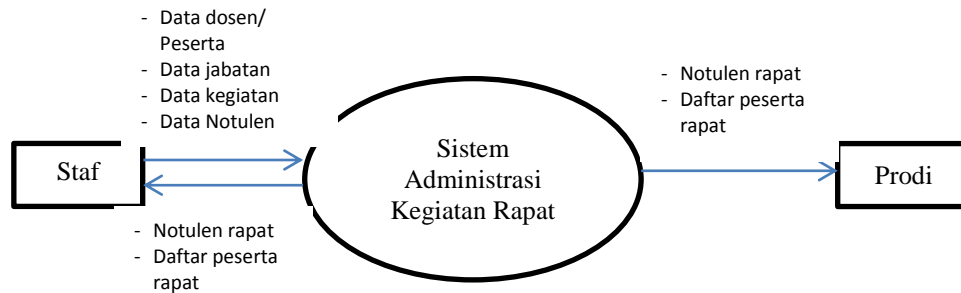 - Data dosen/
Peserta
- Data jabatan
- Data kegiatan
- Data Notulen
Staf
- Notulen rapat
- Daftar peserta
rapat
Sistem
Administrasi
Kegiatan Rapat
- Notulen rapat
- Daftar peserta
rapat
Prodi